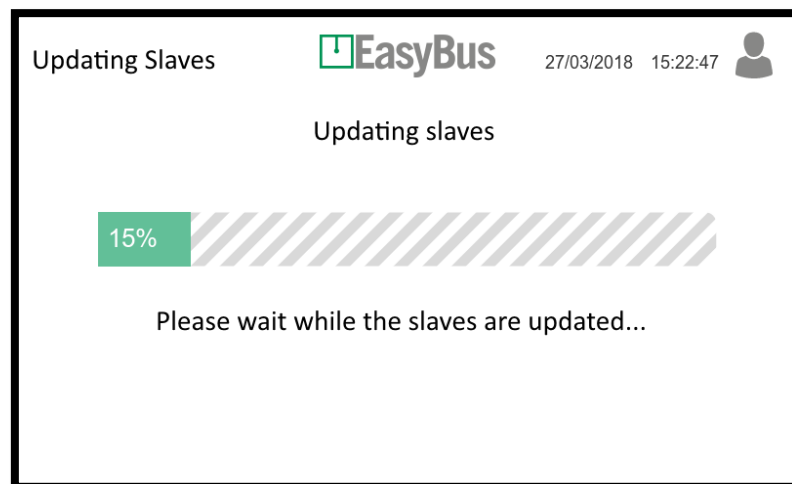 Updating Slaves
EasyBus
27/03/2018 15:22:47
Updating slaves
15%
Please wait while the slaves are updated...